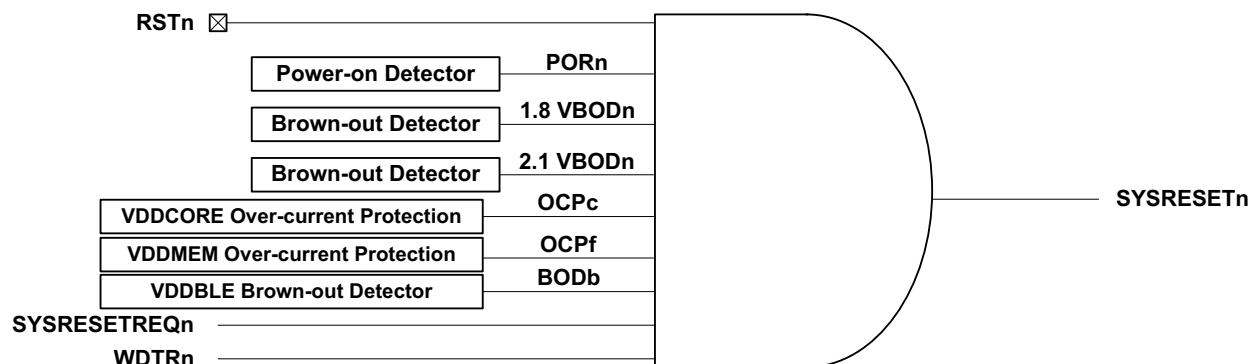 RSTn
Power-on Detector PORn
Brown-out Detector 1.8 VBODn
Brown-out Detector 2.1 VBODn
SYSRESETn
VDDCORE Over-current Protection OCPc
VDDMEM Over-current Protection OCPf
VDDBLE Brown-out Detector BODb
SYSRESETREQn
WDTRn